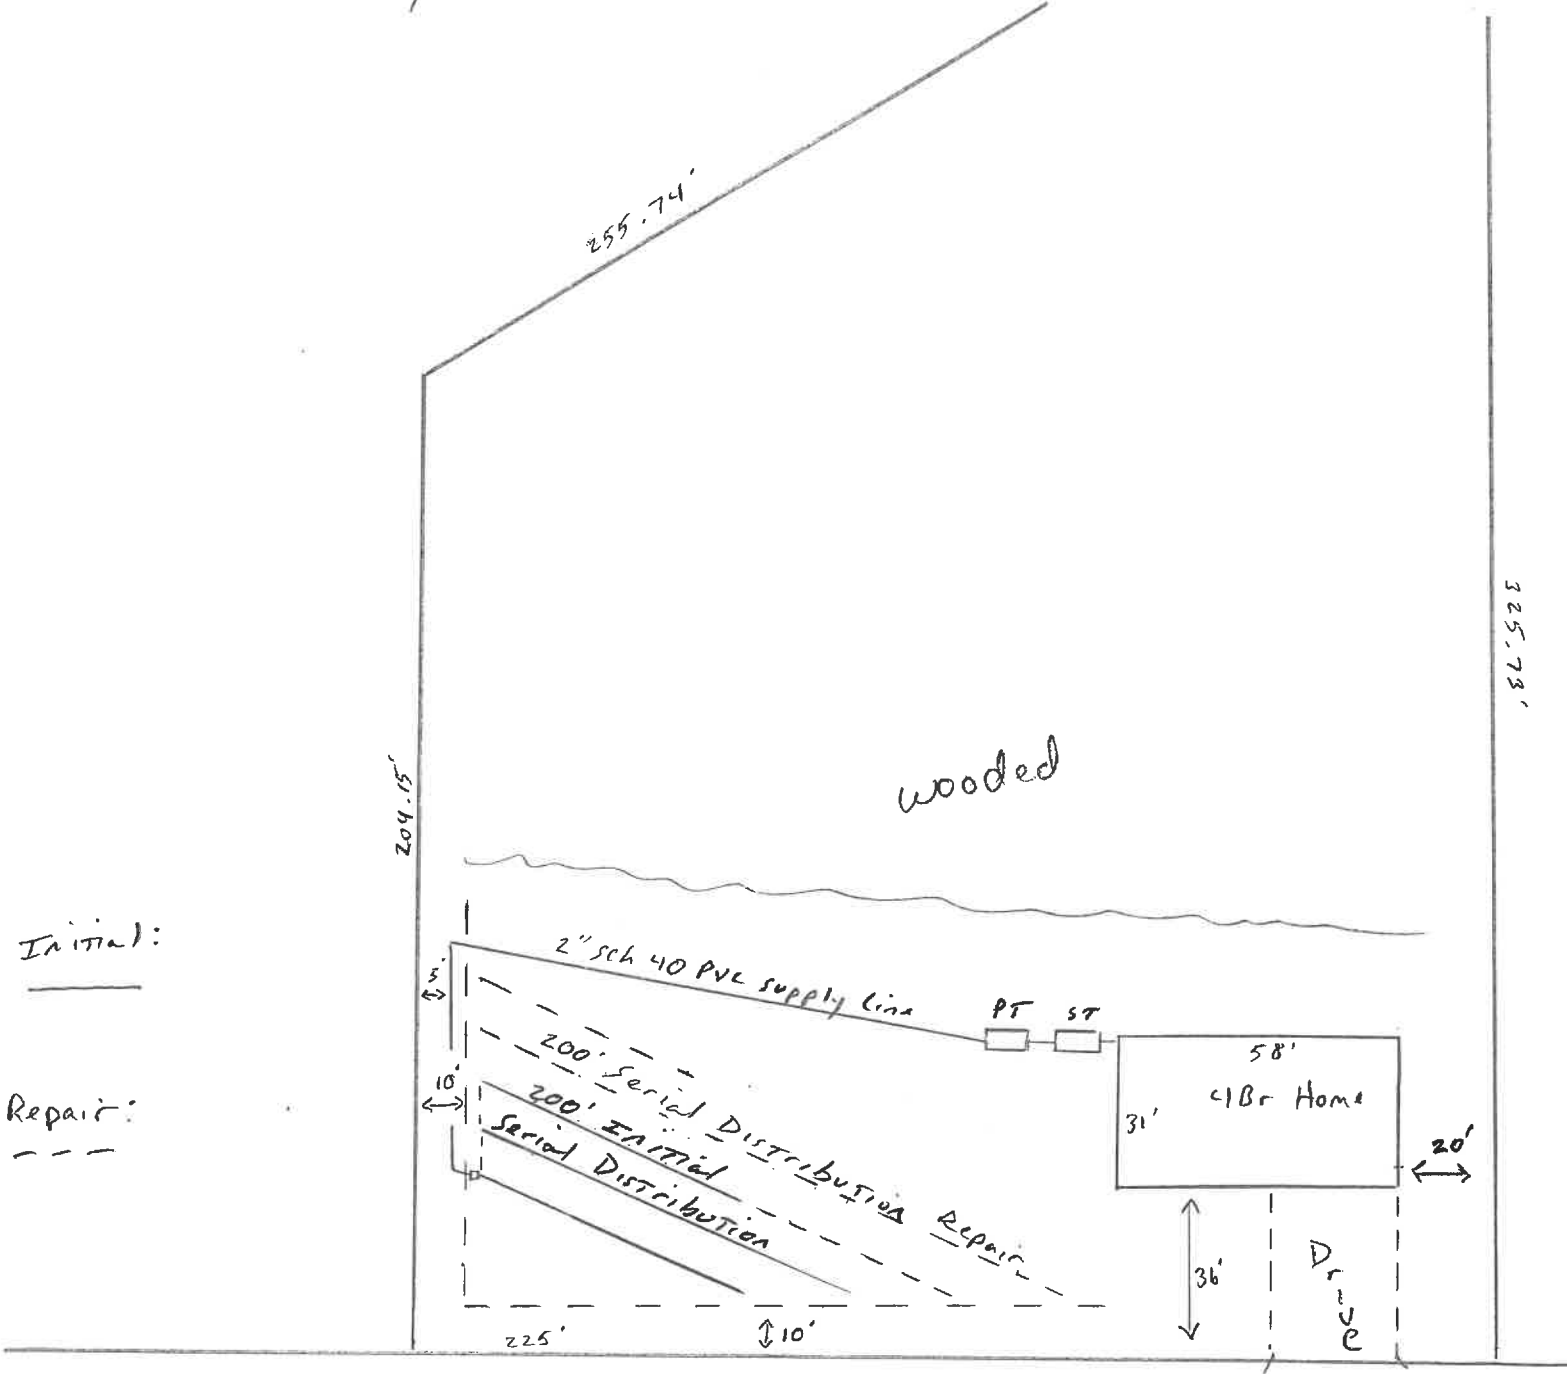 255.74'
325.73'
204.15'
wooded
Initial:
5'
2" sch 40 PVC supply line
PT
ST
58'
4Br Home
31'
20'
Repair:
10'
200' Serial Distribution Repair
200' Initial
Serial Distribution
36'
Drive
225'
10'